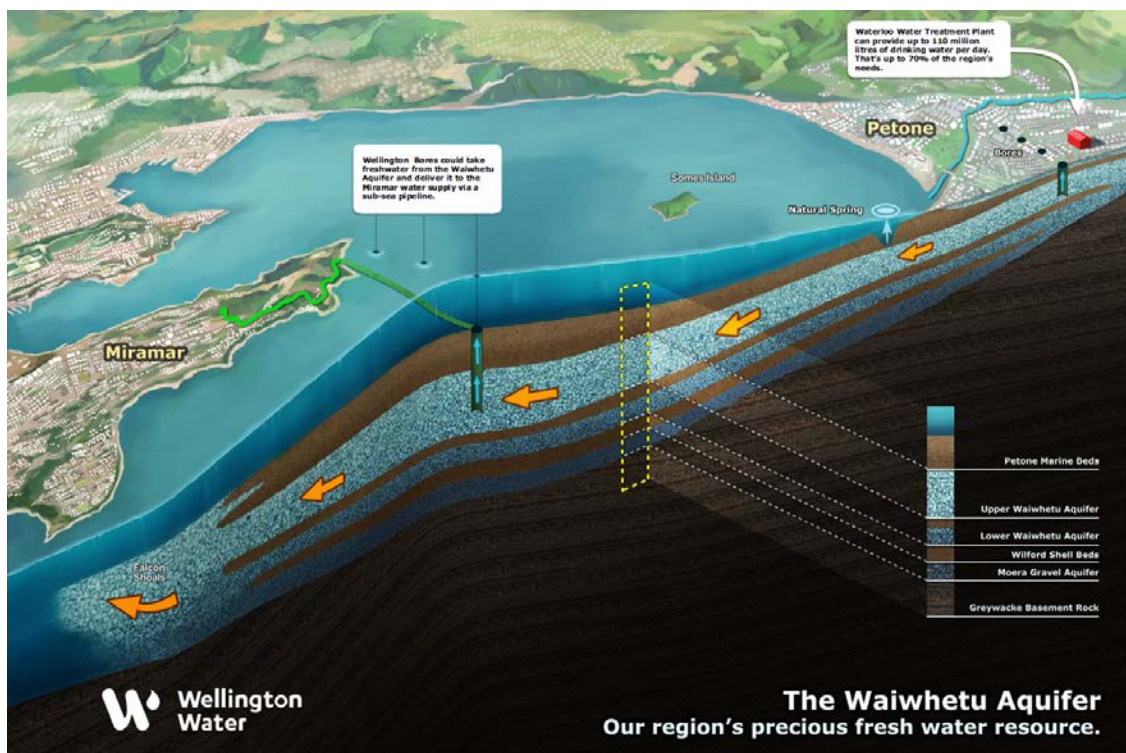 Waterloo Water Treatment Plant
can provide up to 110 million
litres of drinking water per day.
That's up to 70% of the region's
needs.
Petone
Bores
Wellington Bores could take
freshwater from the Waiwhetu
Aquifer and deliver it to the
Miramar water supply via a
sub-sea pipeline.
Somes Island
Natural Spring
Miramar
Falcon
Shoals
Petone Marine Beds
Upper Waiwhetu Aquifer
Lower Waiwhetu Aquifer
Wilford Shell Beds
Moera Gravel Aquifer
Greywacke Basement Rock
Wellington
Water
The Waiwhetu Aquifer
Our region's precious fresh water resource.